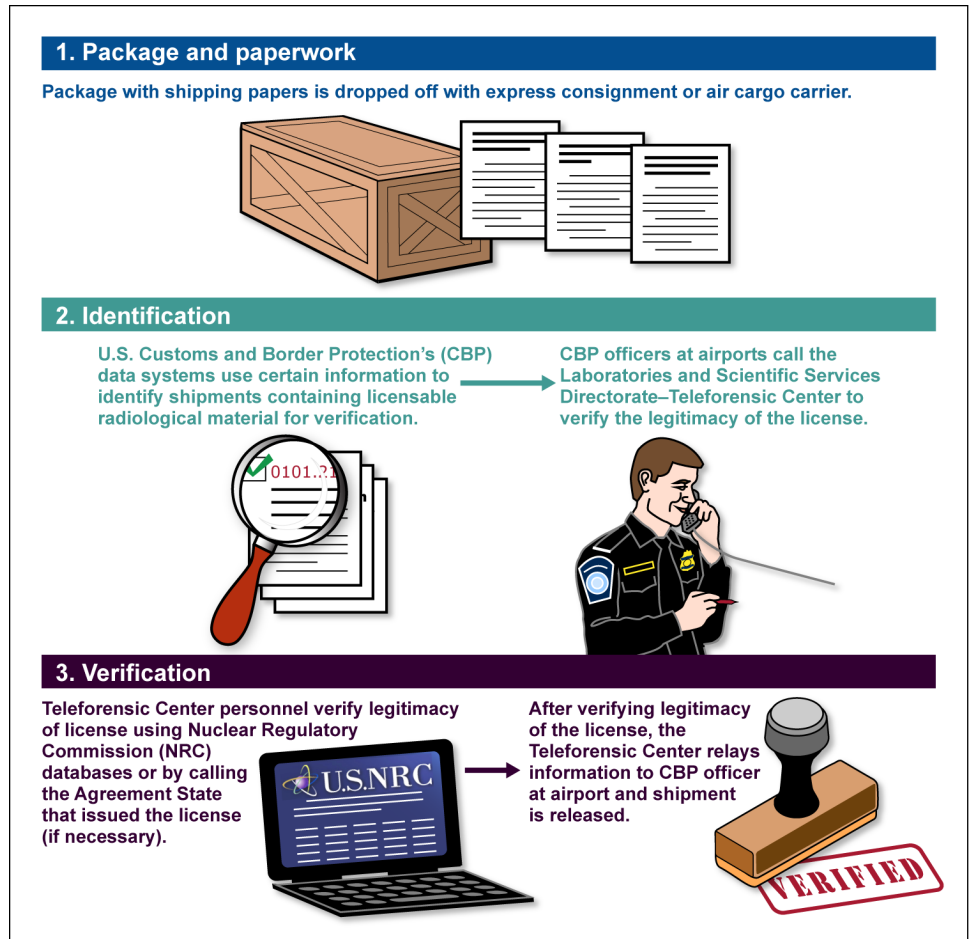 1. Package and paperwork
Package with shipping papers is dropped off with express consignment or air cargo carrier.
2. Identification
U.S. Customs and Border Protection’s (CBP)
data systems use certain information to
identify shipments containing licensable
radiological material for verification.
CBP officers at airports call the
Laboratories and Scientific Services
Directorate–Teleforensic Center to
verify the legitimacy of the license.
0101.21
3. Verification
Teleforensic Center personnel verify legitimacy
of license using Nuclear Regulatory
Commission (NRC)
databases or by calling
the Agreement State
that issued the license
(if necessary).
U.S.NRC
After verifying legitimacy
of the license, the
Teleforensic Center relays
information to CBP officer
at airport and shipment
is released.
VERIFIED